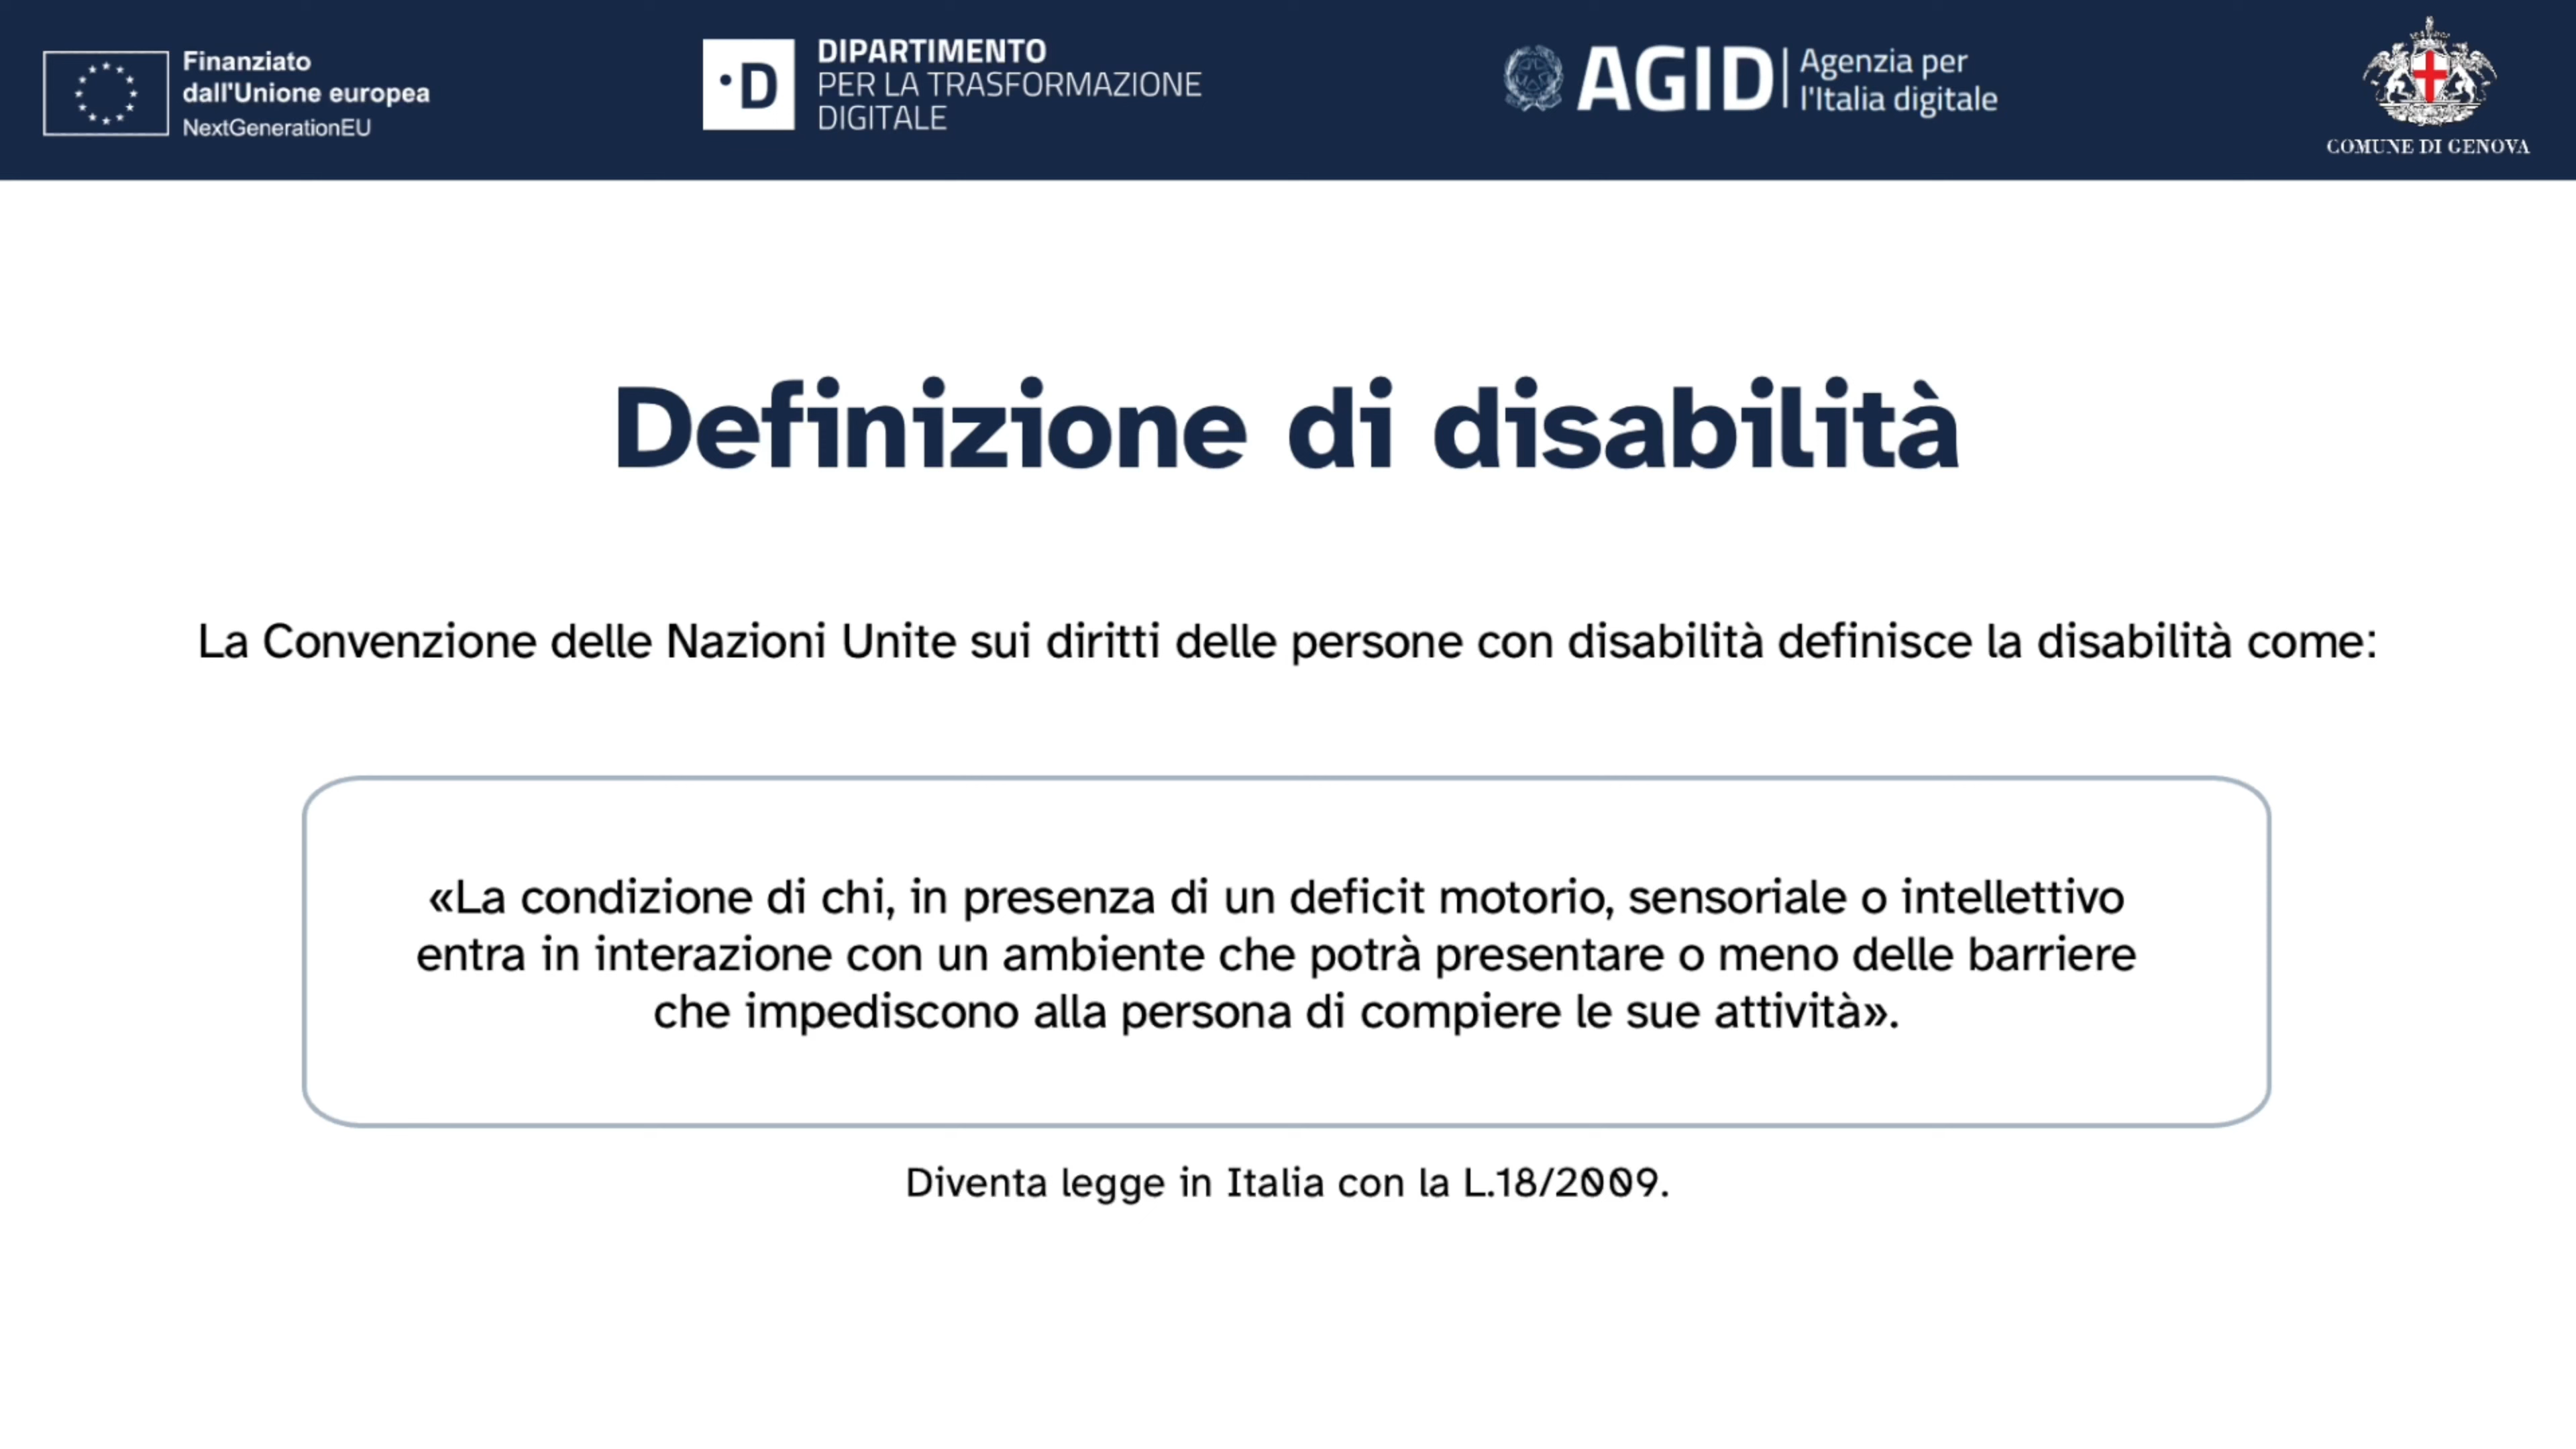 Finanziato
dall'Unione europea
NextGenerationEU
·D
DIPARTIMENTO
PER LA TRASFORMAZIONE
DIGITALE
AGID
Agenzia per
l'Italia digitale
COMUNE DI GENOVA
Definizione di disabilità
La Convenzione delle Nazioni Unite sui diritti delle persone con disabilità definisce la disabilità come:
«La condizione di chi, in presenza di un deficit motorio, sensoriale o intellettivo
entra in interazione con un ambiente che potrà presentare o meno delle barriere
che impediscono alla persona di compiere le sue attività».
Diventa legge in Italia con la L.18/2009.